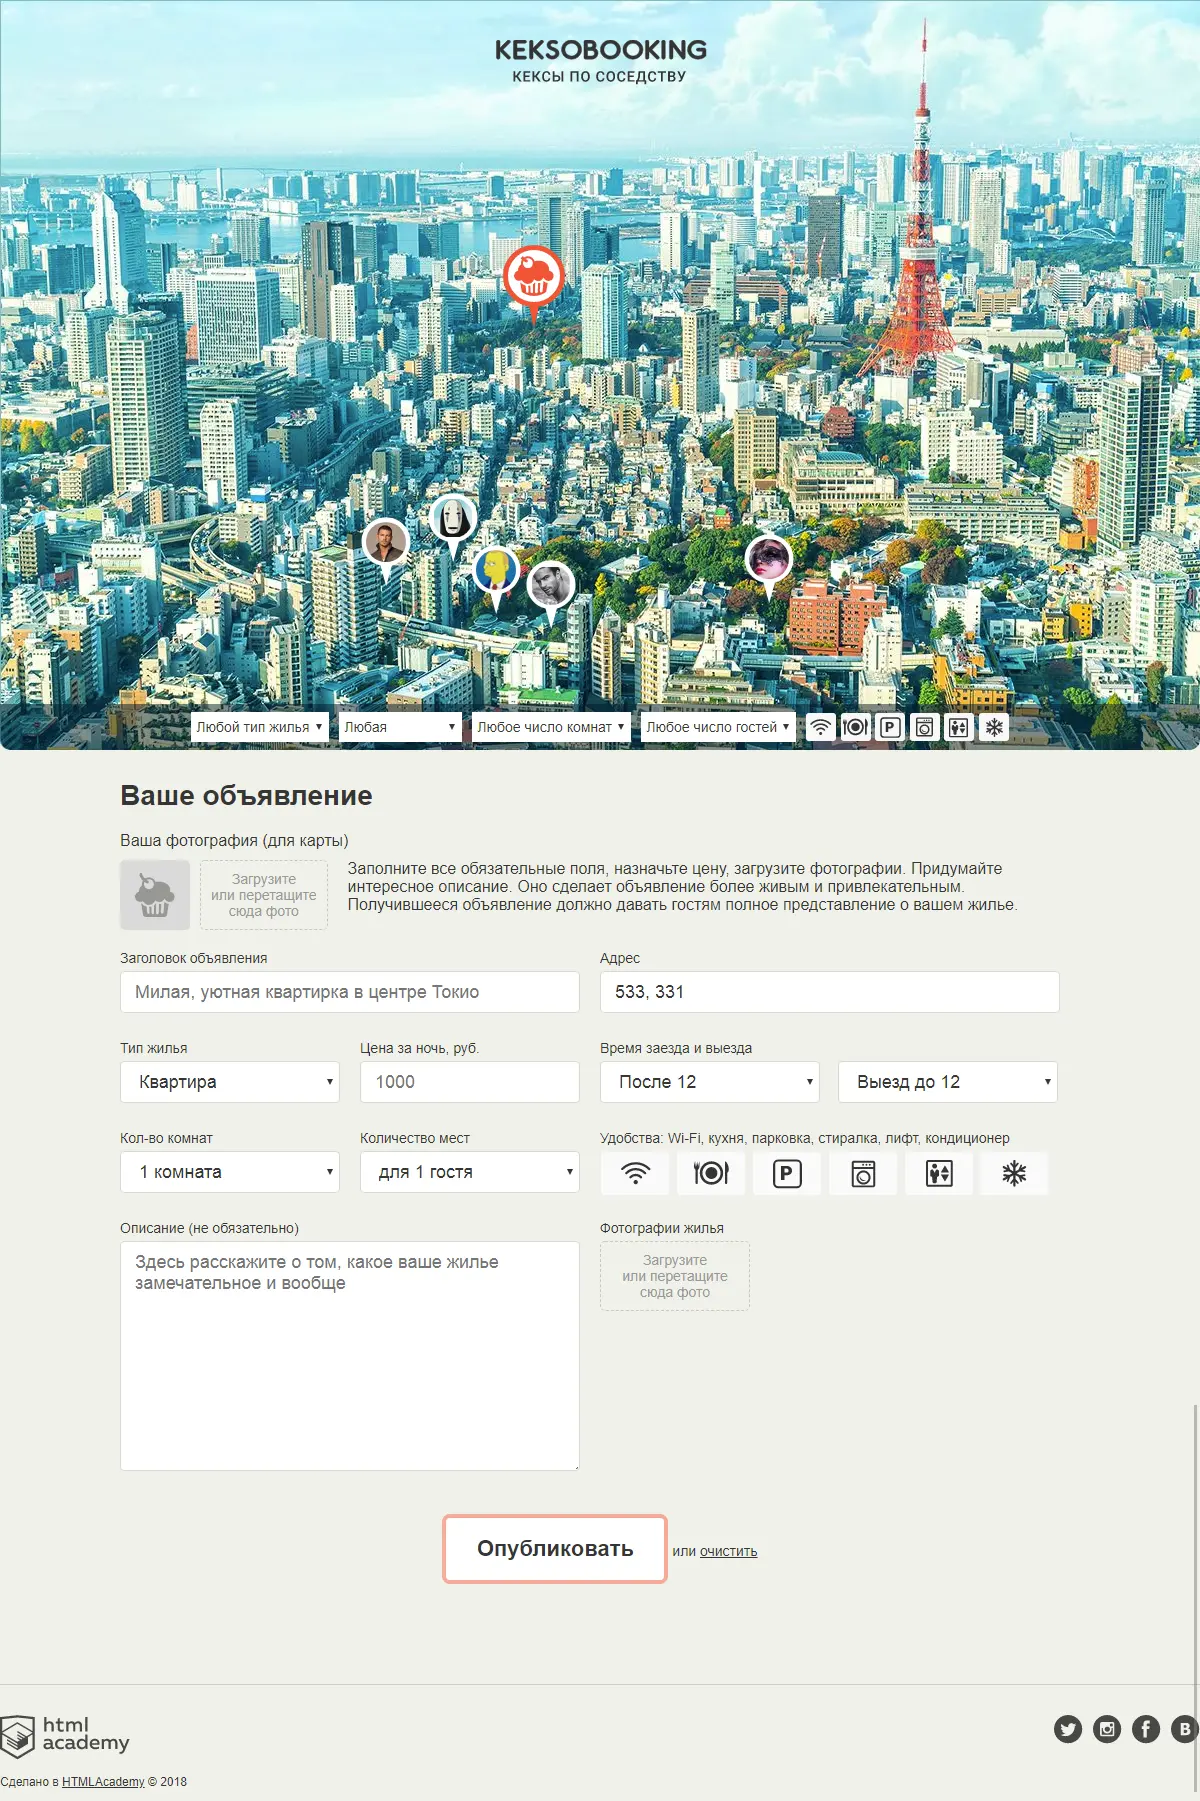 KEKSOBOOKING
КЕКСЫ ПО СОСЕДСТВУ
Любой тип жилья
Любая
Любое число комнат
Любое число гостей
P
Ваше объявление
Ваша фотография (для карты)
Загрузите
или перетащите
сюда фото
Заполните все обязательные поля, назначьте цену, загрузите фотографии. Придумайте
интересное описание. Оно сделает объявление более живым и привлекательным.
Получившееся объявление должно давать гостям полное представление о вашем жилье.
Заголовок объявления
Адрес
Милая, уютная квартирка в центре Токио
533, 331
Тип жилья
Цена за ночь, руб.
Время заезда и выезда
Квартира
1000
После 12
Выезд до 12
Кол-во комнат
Количество мест
Удобства: Wi-Fi, кухня, парковка, стиралка, лифт, кондиционер
1 комната
для 1 гостя
P
Описание (не обязательно)
Фотографии жилья
Здесь расскажите о том, какое ваше жилье
замечательное и вообще
Загрузите
или перетащите
сюда фото
Опубликовать
или очистить
html
academy
Сделано в HTMLAcademy © 2018